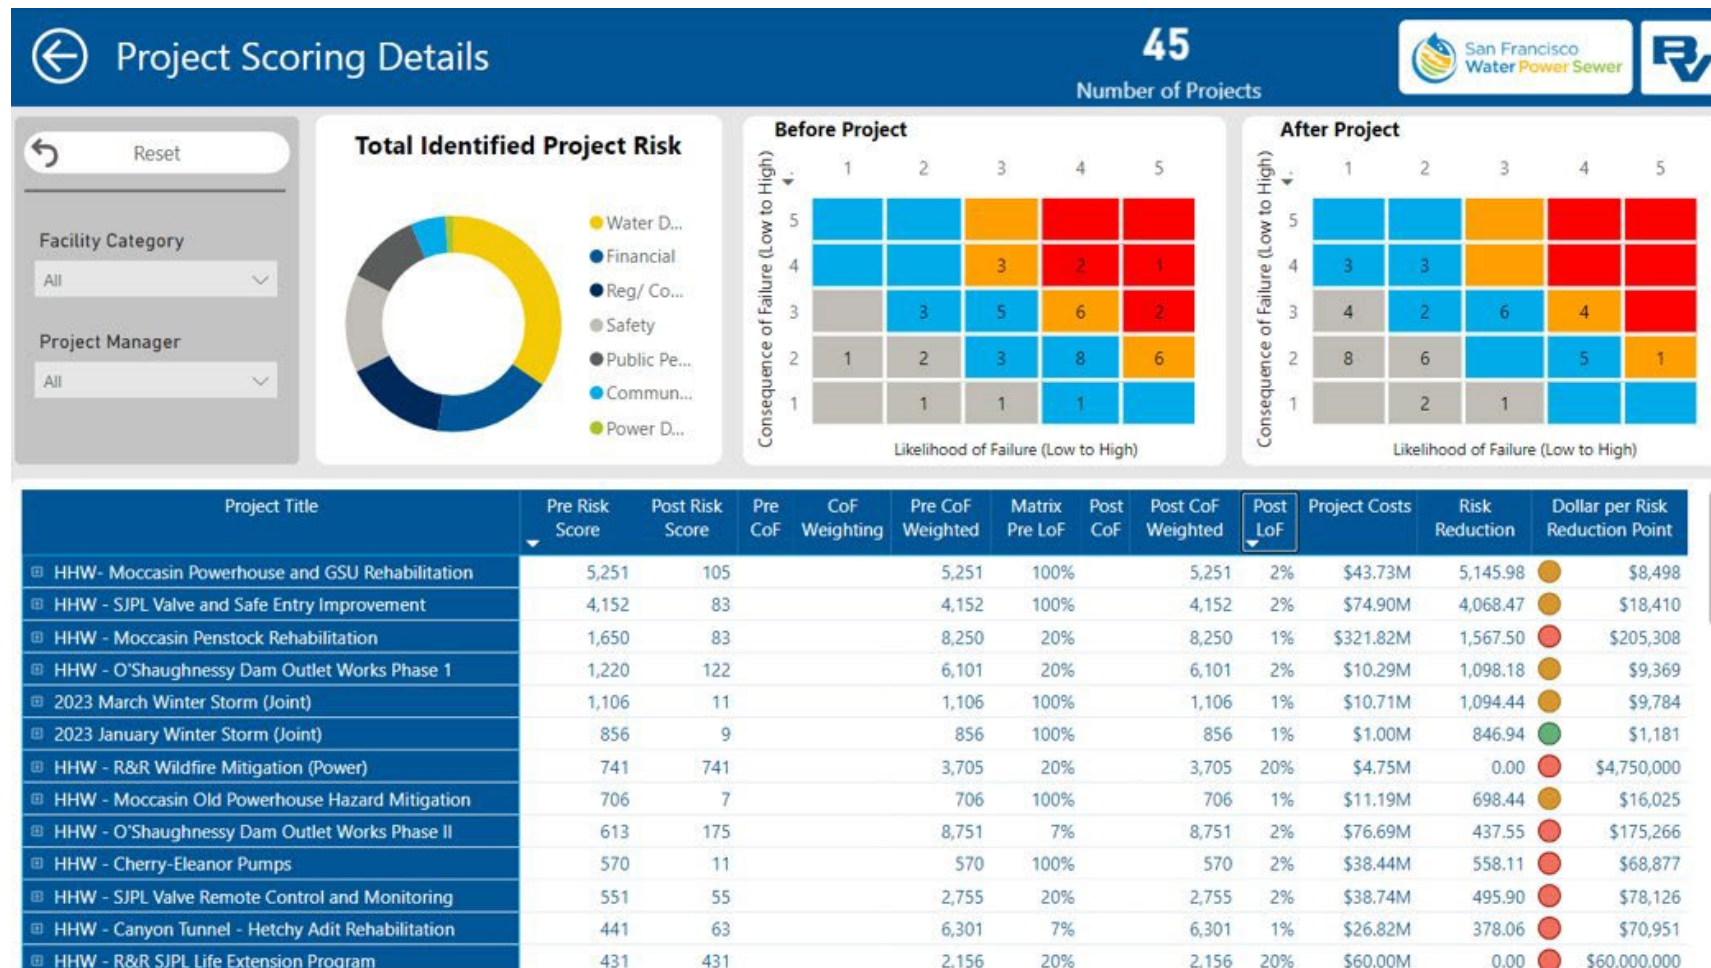 Project Scoring Details
45
Number of Projects
San Francisco
Water Power Sewer
Reset
Facility Category
All
Project Manager
All
Total Identified Project Risk
Water D...
Financial
Reg/ Co...
Safety
Public Pe...
Commun...
Power D...
Before Project
Consequence of Failure (Low to High)
1 2 3 4 5
5
4 3 2 1
3 3 5 6 2
2 1 2 3 8 6
1 1 1 1
Likelihood of Failure (Low to High)
After Project
Consequence of Failure (Low to High)
1 2 3 4 5
5
4 3 3
3 4 2 6 4
2 8 6 5 1
1 2 1
Likelihood of Failure (Low to High)
Project Title Pre Risk Score Post Risk Score Pre CoF CoF Weighting Pre CoF Weighted Matrix Pre LoF Post CoF Post CoF Weighted Post LoF Project Costs Risk Reduction Dollar per Risk Reduction Point
HHW- Moccasin Powerhouse and GSU Rehabilitation 5,251 105 5,251 100% 5,251 2% $43.73M 5,145.98 $8,498
HHW - SJPL Valve and Safe Entry Improvement 4,152 83 4,152 100% 4,152 2% $74.90M 4,068.47 $18,410
HHW - Moccasin Penstock Rehabilitation 1,650 83 8,250 20% 8,250 1% $321.82M 1,567.50 $205,308
HHW - O'Shaughnessy Dam Outlet Works Phase 1 1,220 122 6,101 20% 6,101 2% $10.29M 1,098.18 $9,369
2023 March Winter Storm (Joint) 1,106 11 1,106 100% 1,106 1% $10.71M 1,094.44 $9,784
2023 January Winter Storm (Joint) 856 9 856 100% 856 1% $1.00M 846.94 $1,181
HHW - R&R Wildfire Mitigation (Power) 741 741 3,705 20% 3,705 20% $4.75M 0.00 $4,750,000
HHW - Moccasin Old Powerhouse Hazard Mitigation 706 7 706 100% 706 1% $11.19M 698.44 $16,025
HHW - O'Shaughnessy Dam Outlet Works Phase II 613 175 8,751 7% 8,751 2% $76.69M 437.55 $175,266
HHW - Cherry-Eleanor Pumps 570 11 570 100% 570 2% $38.44M 558.11 $68,877
HHW - SJPL Valve Remote Control and Monitoring 551 55 2,755 20% 2,755 2% $38.74M 495.90 $78,126
HHW - Canyon Tunnel - Hetchy Adit Rehabilitation 441 63 6,301 7% 6,301 1% $26.82M 378.06 $70,951
HHW - R&R SJPL Life Extension Program 431 431 2,156 20% 2,156 20% $60.00M 0.00 $60,000,000